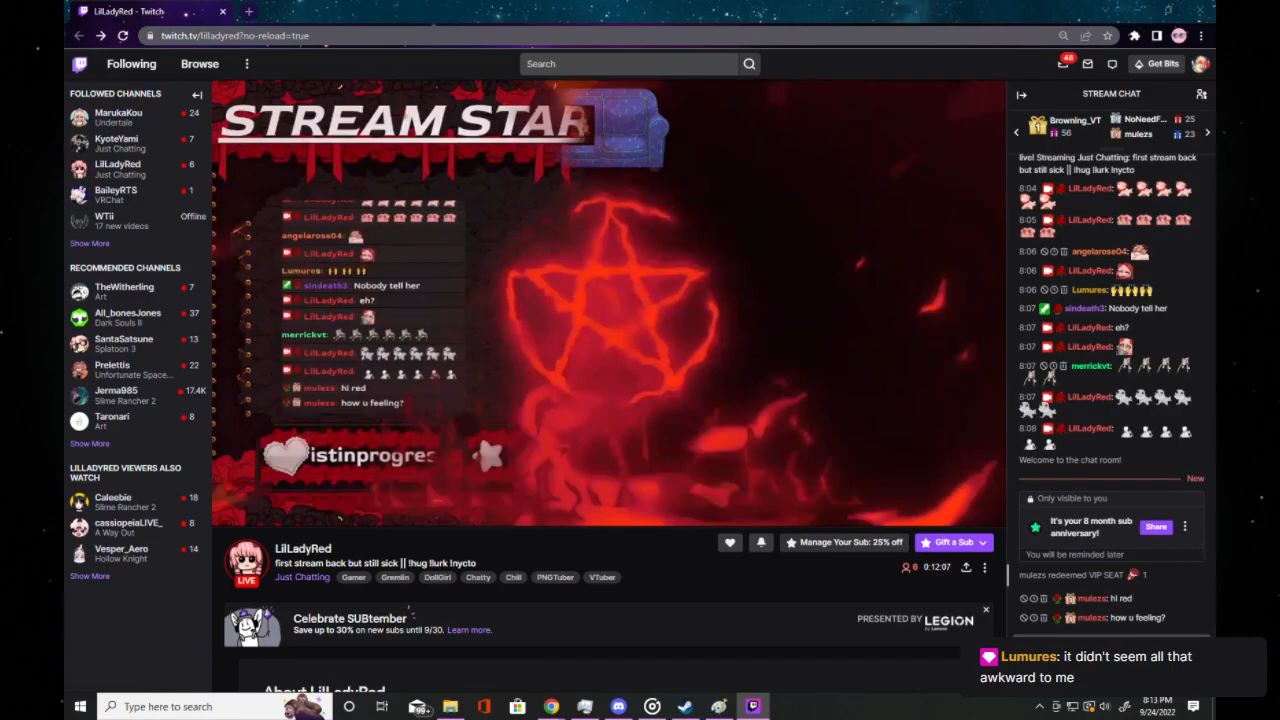 LilLadyRed - Twitch
twitch.tv/lilladyred?no-reload=true
Following
Browse
Search
48
Get Bits
FOLLOWED CHANNELS
MarukaKou
24
Undertale
KyoteYami
7
Just Chatting
LilLadyRed
6
Just Chatting
BaileyRTS
1
VRChat
WTii
Offline
17 new videos
Show More
RECOMMENDED CHANNELS
TheWitherling
7
Art
All_bonesJones
37
Dark Souls II
SantaSatsune
13
Splatoon 3
Prelettis
22
Unfortunate Space...
Jerma985
17.4K
Slime Rancher 2
Taronari
8
Art
Show More
LILLADYRED VIEWERS ALSO WATCH
Caleebie
18
Slime Rancher 2
cassiopeiaLIVE_
8
A Way Out
Vesper_Aero
14
Hollow Knight
Show More
STREAM STAR
LilLadyRed
angelarose04:
LilLadyRed
Lumures:
sindeath3: Nobody tell her
LilLadyRed: eh?
LilLadyRed
merrickvt:
LilLadyRed
LilLadyRed
mulezs: hi red
mulezs: how u feeling?
istinprogres
LIVE
LilLadyRed
first stream back but still sick || !hug !lurk !nycto
Just Chatting
Gamer
Gremlin
DollGirl
Chatty
Chill
PNGTuber
VTuber
Manage Your Sub: 25% off
Gift a Sub
6
0:12:07
Celebrate SUBtember
Save up to 30% on new subs until 9/30. Learn more.
PRESENTED BY LEGION
by Lenovo
About LilLadyRed
STREAM CHAT
1
Browning_VT
56
NoNeedF...
25
mulezs
23
live! Streaming Just Chatting: first stream
back but still sick || !hug !lurk !nycto
8:04 LilLadyRed:
8:05 LilLadyRed:
8:06 angelarose04:
8:06 LilLadyRed:
8:06 Lumures:
8:07 sindeath3: Nobody tell her
8:07 LilLadyRed: eh?
8:07 LilLadyRed:
8:07 merrickvt:
8:07 LilLadyRed:
8:08 LilLadyRed:
Welcome to the chat room!
New
Only visible to you
It's your 8 month sub
anniversary!
Share
You will be reminded later
mulezs redeemed VIP SEAT 1
mulezs: hi red
mulezs: how u feeling?
Lumures: it didn't seem all that
awkward to me
Type here to search
99+
8:13 PM
9/24/2022